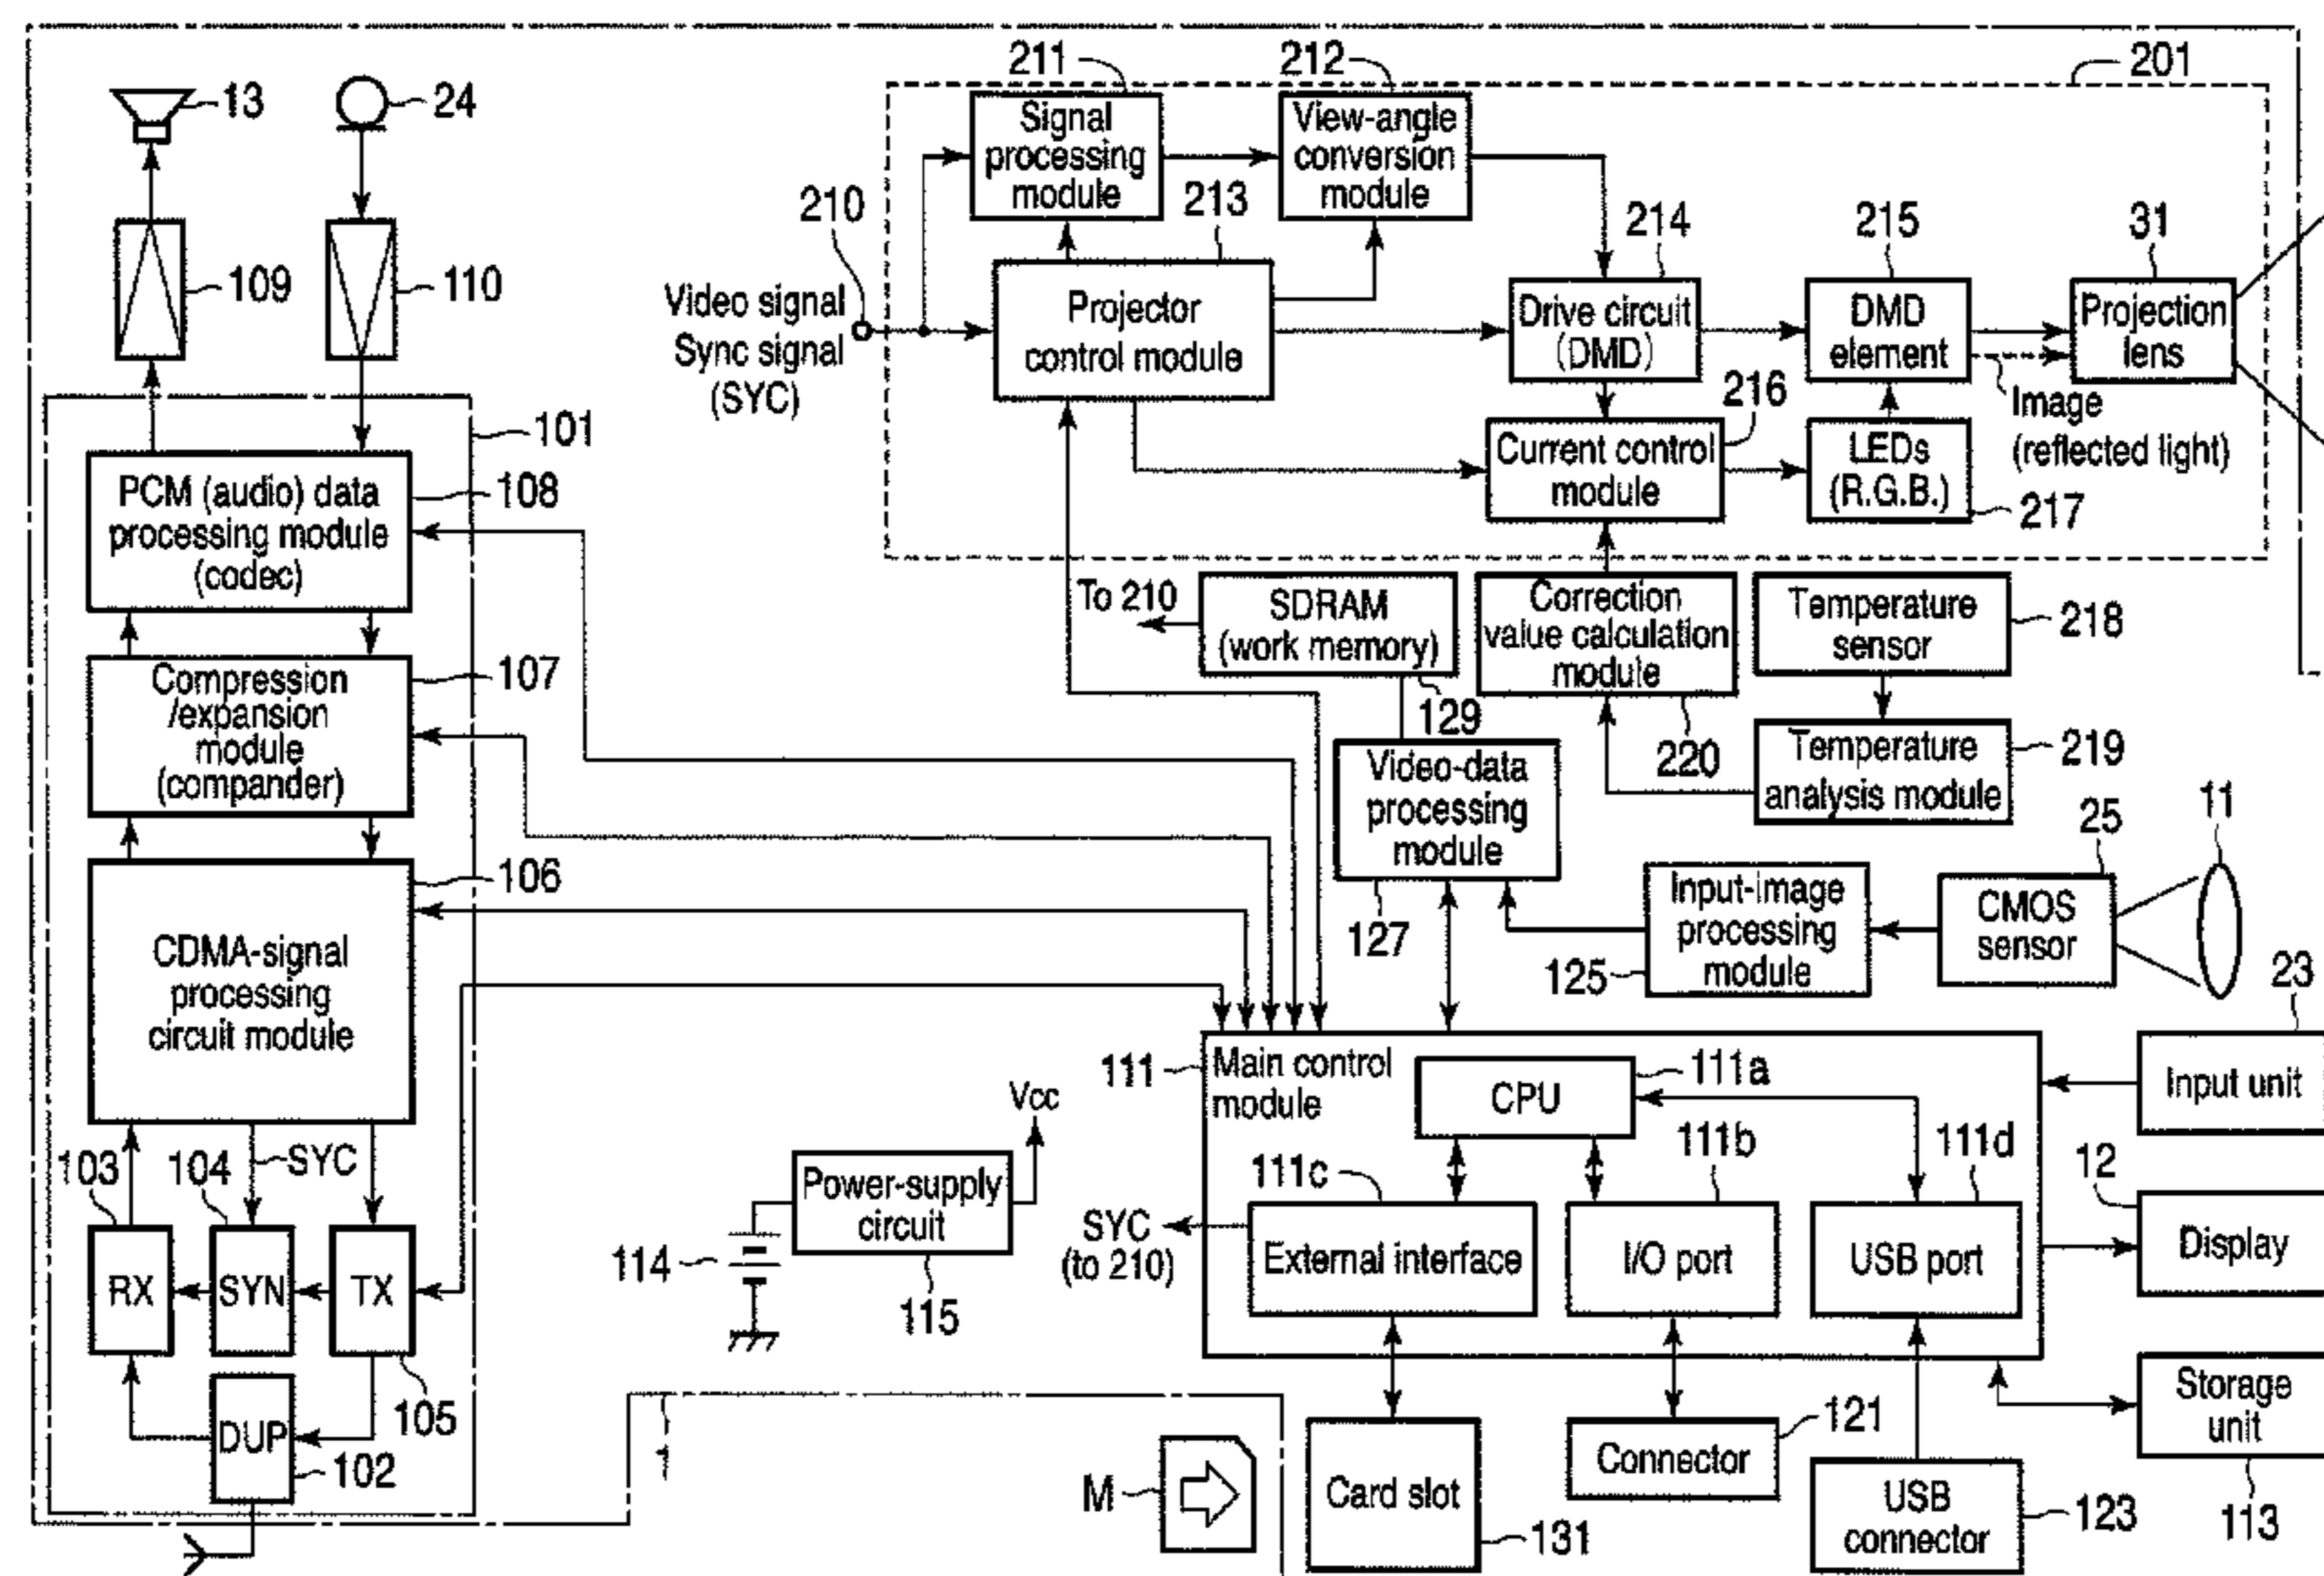 211
212
201
13
24
Signal
processing
module
View-angle
conversion
module
210
213
214
215
31
109
110
Video signal
Sync signal
(SYC)
Projector
control module
Drive circuit
(DMD)
DMD
element
Projection
lens
216
Image
(reflected light)
101
Current control
module
LEDs
(R.G.B.)
217
PCM (audio) data
processing module
(codec)
108
To 210
SDRAM
(work memory)
129
Correction
value calculation
module
220
Temperature
sensor
218
Compression
/expansion
module
(compander)
107
Video-data
processing
module
127
Temperature
analysis module
219
25
11
106
CDMA-signal
processing
circuit module
Input-image
processing
module
125
CMOS
sensor
23
111
Main control
module
CPU
111a
Input unit
Vcc
111c
111b
111d
12
103
104
SYC
105
RX
SYN
TX
DUP
102
Power-supply
circuit
114
115
SYC
(to 210)
External interface
I/O port
USB port
Display
Storage
unit
113
1
M
Card slot
131
Connector
121
USB
connector
123